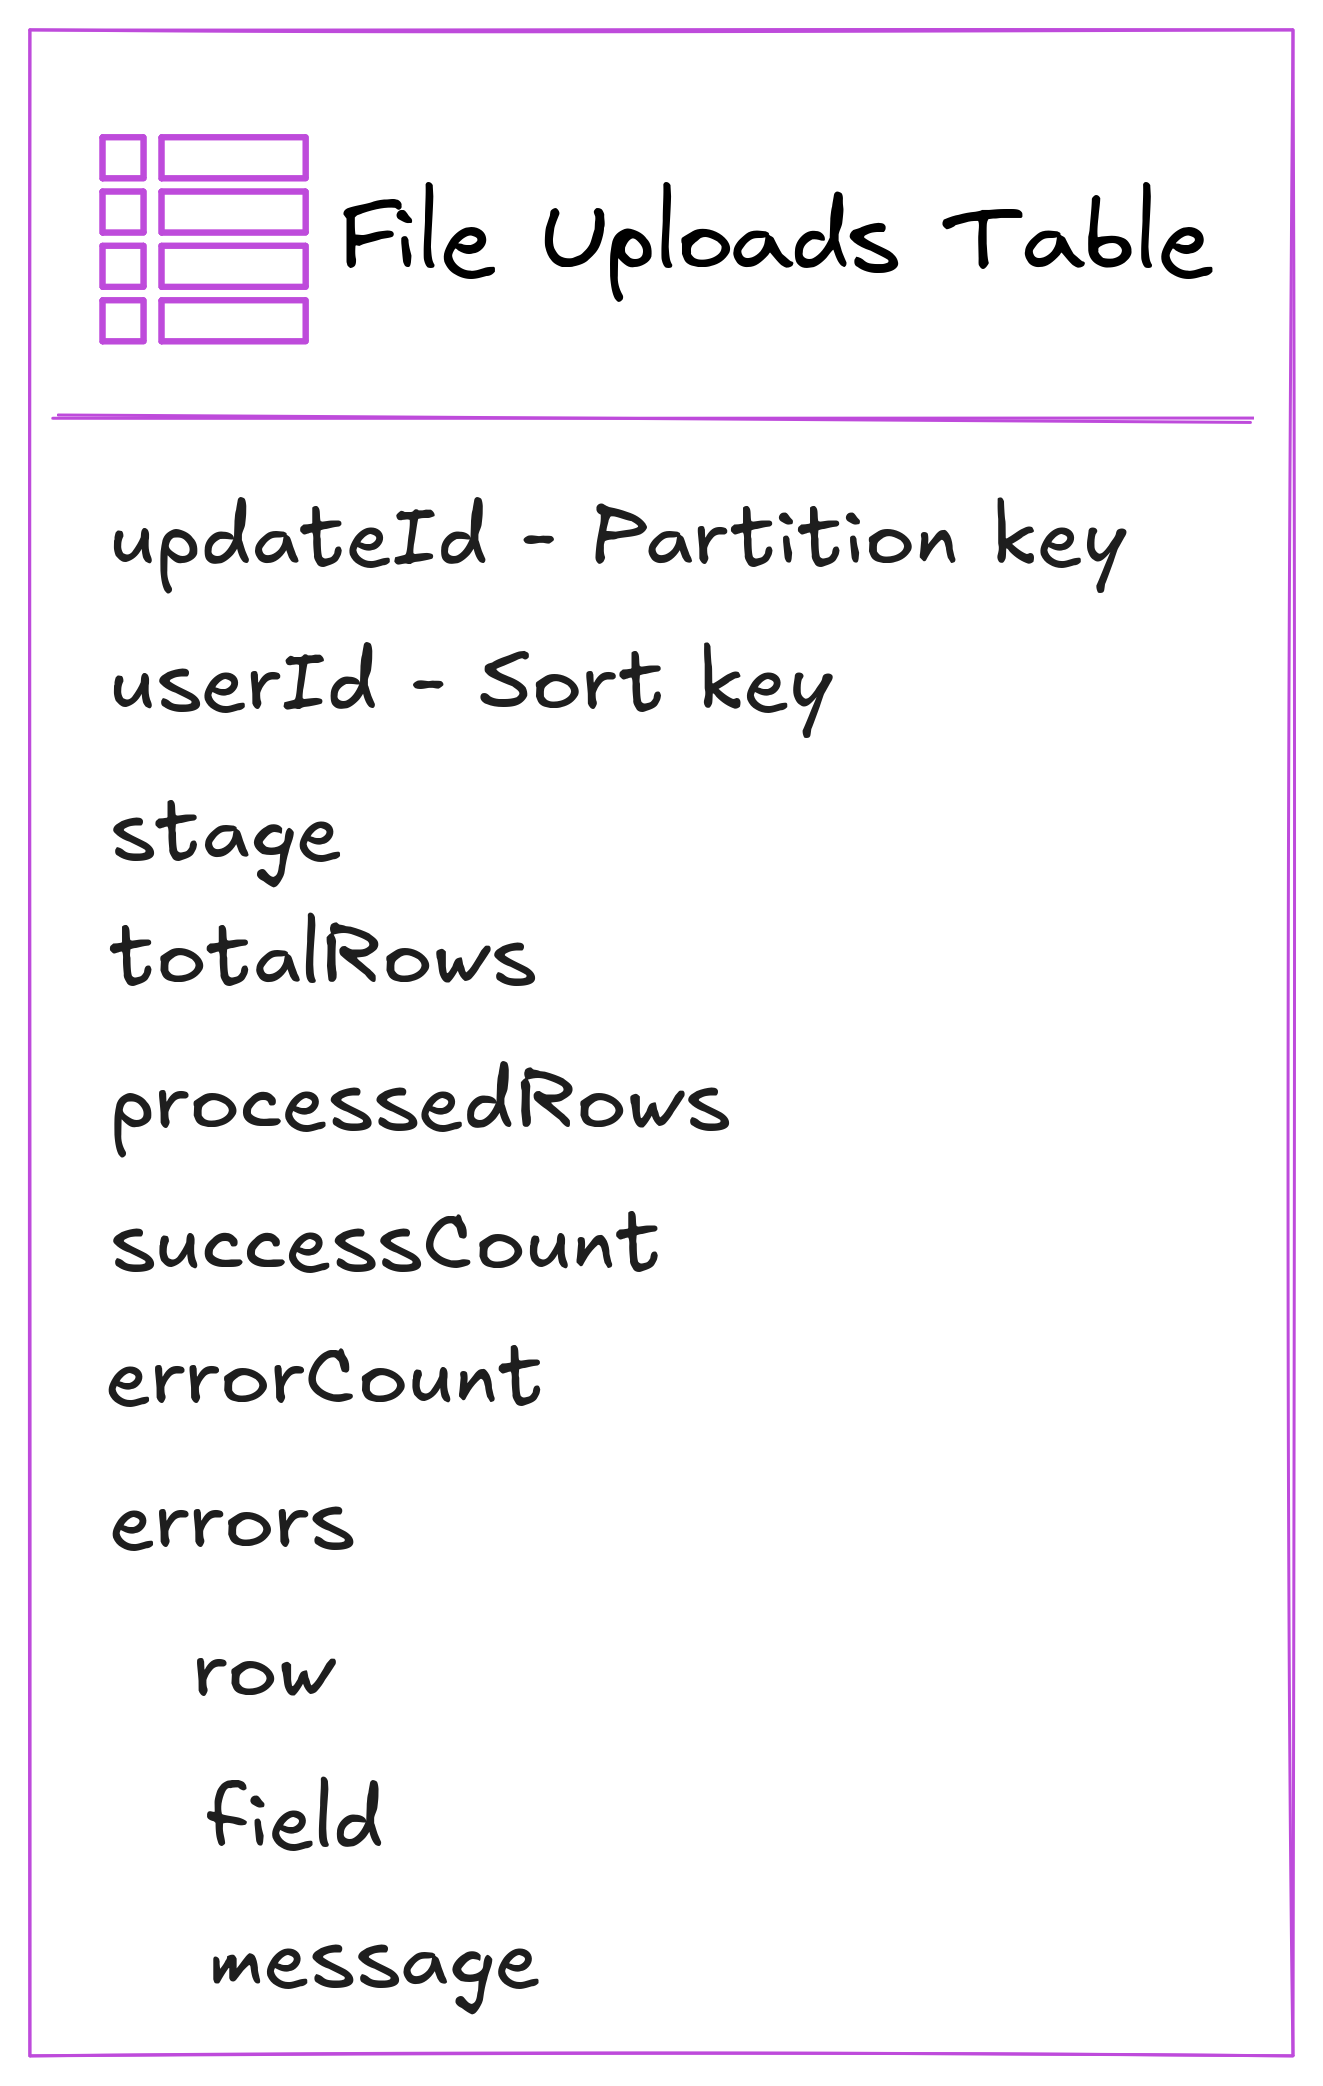 File Uploads Table
updateId - Partition key
userId - Sort key
stage
totalRows
processedRows
successCount
errorCount
errors
row
field
message